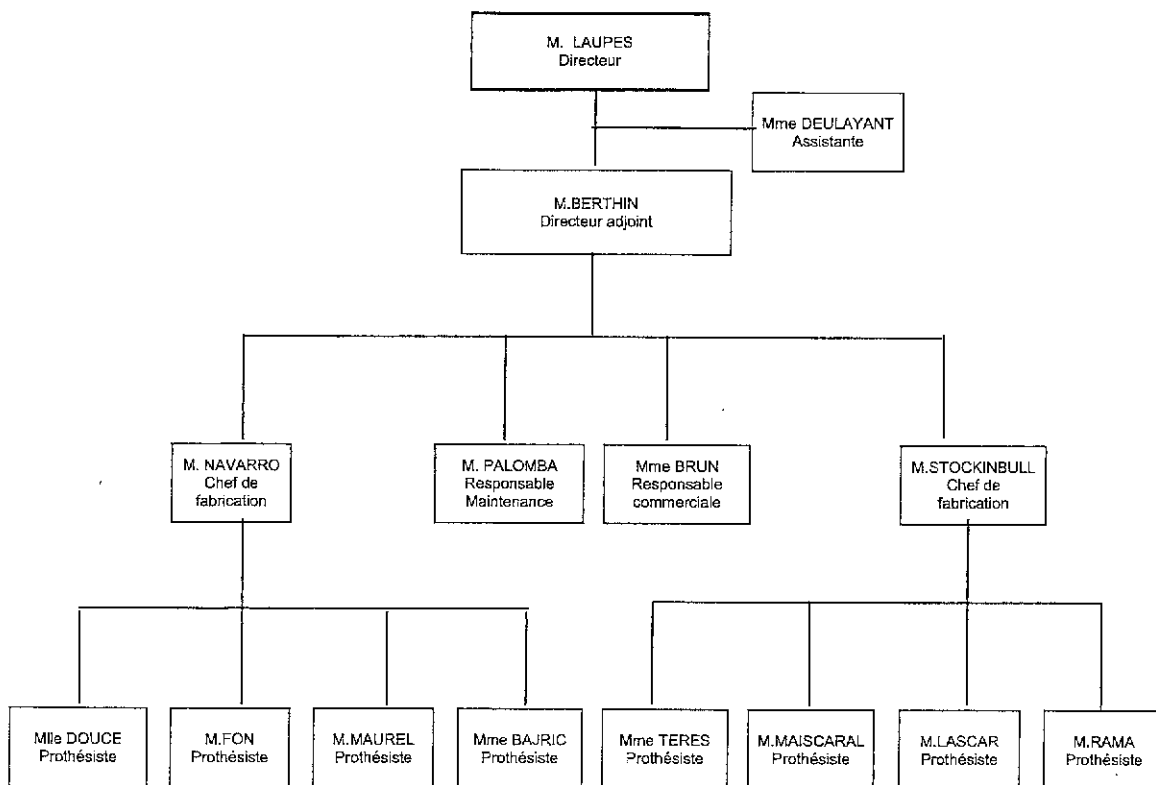 M. LAUPES
Directeur
Mme DEULAYANT
Assistante
M.BERTHIN
Directeur adjoint
M. NAVARRO
Chef de
fabrication
M. PALOMBA
Responsable
Maintenance
Mme BRUN
Responsable
commerciale
M.STOCKINBULL
Chef de
fabrication
Mlle DOUCE
Prothésiste
M.FON
Prothésiste
M.MAUREL
Prothésiste
Mme BAJRIC
Prothésiste
Mme TERES
Prothésiste
M.MAISCARAL
Prothésiste
M.LASCAR
Prothésiste
M.RAMA
Prothésiste